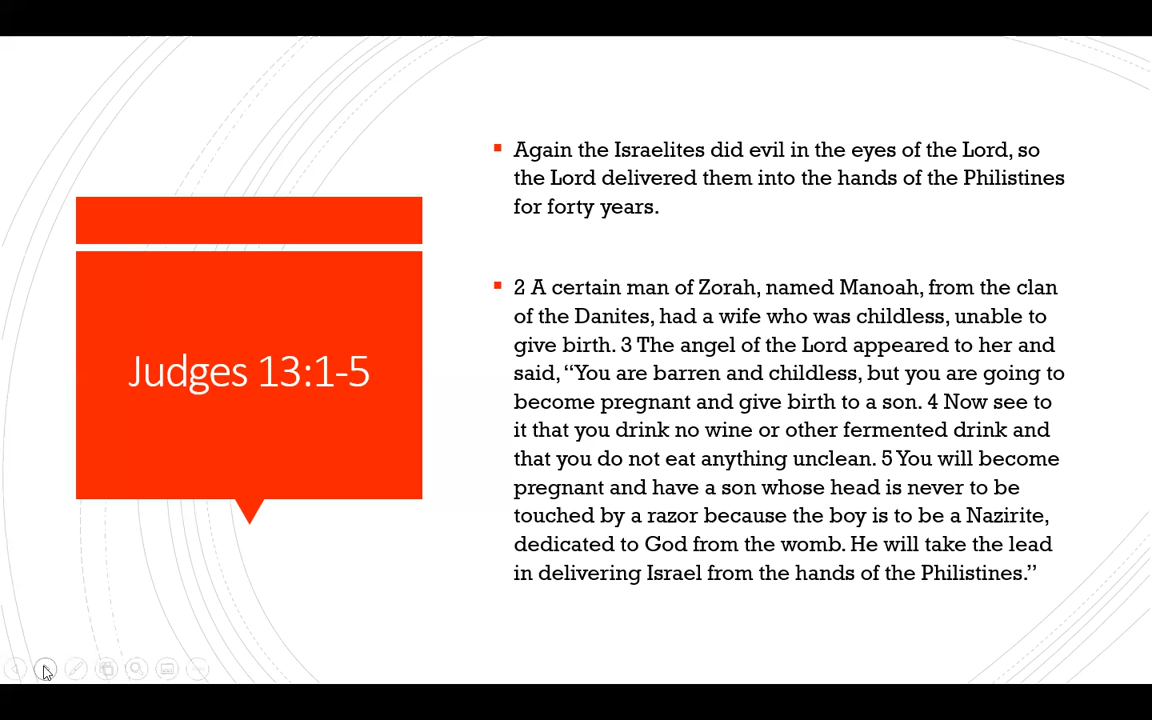 Judges 13:1-5
Again the Israelites did evil in the eyes of the Lord, so
the Lord delivered them into the hands of the Philistines
for forty years.
2 A certain man of Zorah, named Manoah, from the clan
of the Danites, had a wife who was childless, unable to
give birth. 3 The angel of the Lord appeared to her and
said, “You are barren and childless, but you are going to
become pregnant and give birth to a son. 4 Now see to
it that you drink no wine or other fermented drink and
that you do not eat anything unclean. 5 You will become
pregnant and have a son whose head is never to be
touched by a razor because the boy is to be a Nazirite,
dedicated to God from the womb. He will take the lead
in delivering Israel from the hands of the Philistines.”